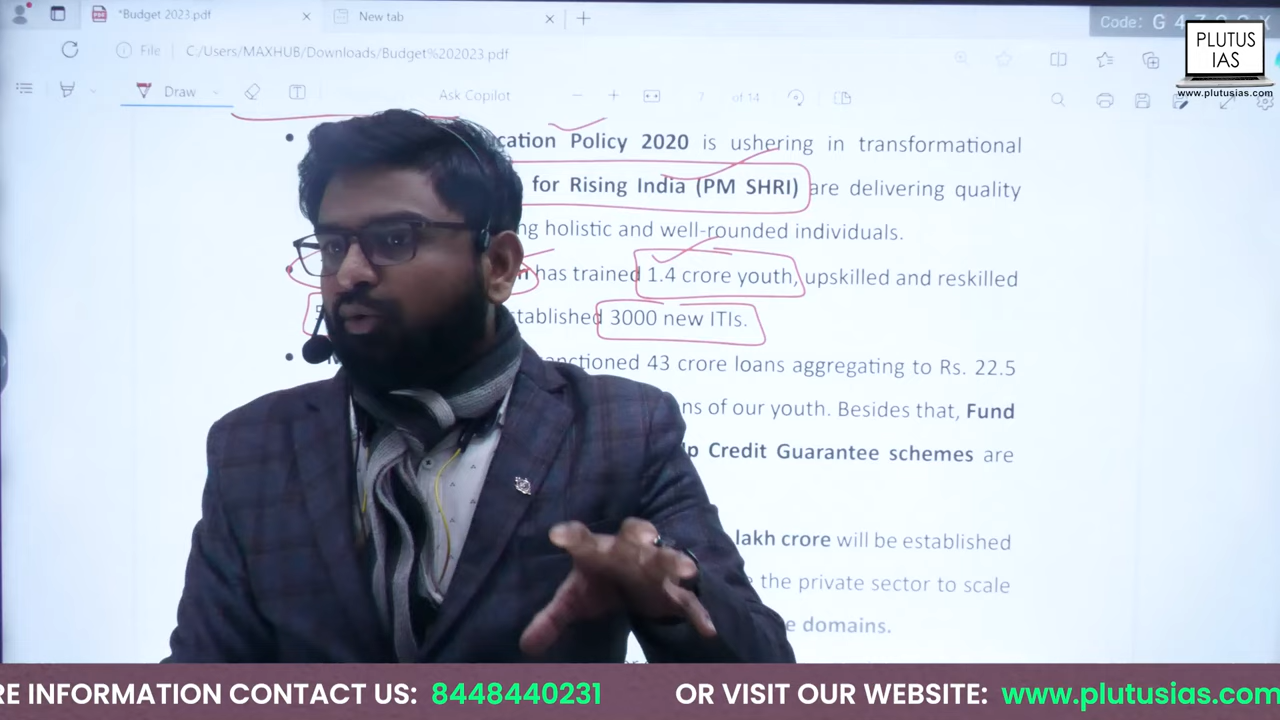 *Budget 2023.pdf
New tab
Code: G 4
PLUTUS
IAS
www.plutusias.com
File
C:/Users/MAXHUB/Downloads/Budget%202023.pdf
Draw
Ask Copilot
7 of 14
cation Policy 2020 is ushering in transformational
for Rising India (PM SHRI) are delivering quality
ng holistic and well-rounded individuals.
has trained 1.4 crore youth, upskilled and reskilled
tablished 3000 new ITIs.
nctioned 43 crore loans aggregating to Rs. 22.5
ns of our youth. Besides that, Fund
p Credit Guarantee schemes are
lakh crore will be established
the private sector to scale
e domains.
RE INFORMATION CONTACT US: 8448440231 OR VISIT OUR WEBSITE: www.plutusias.com